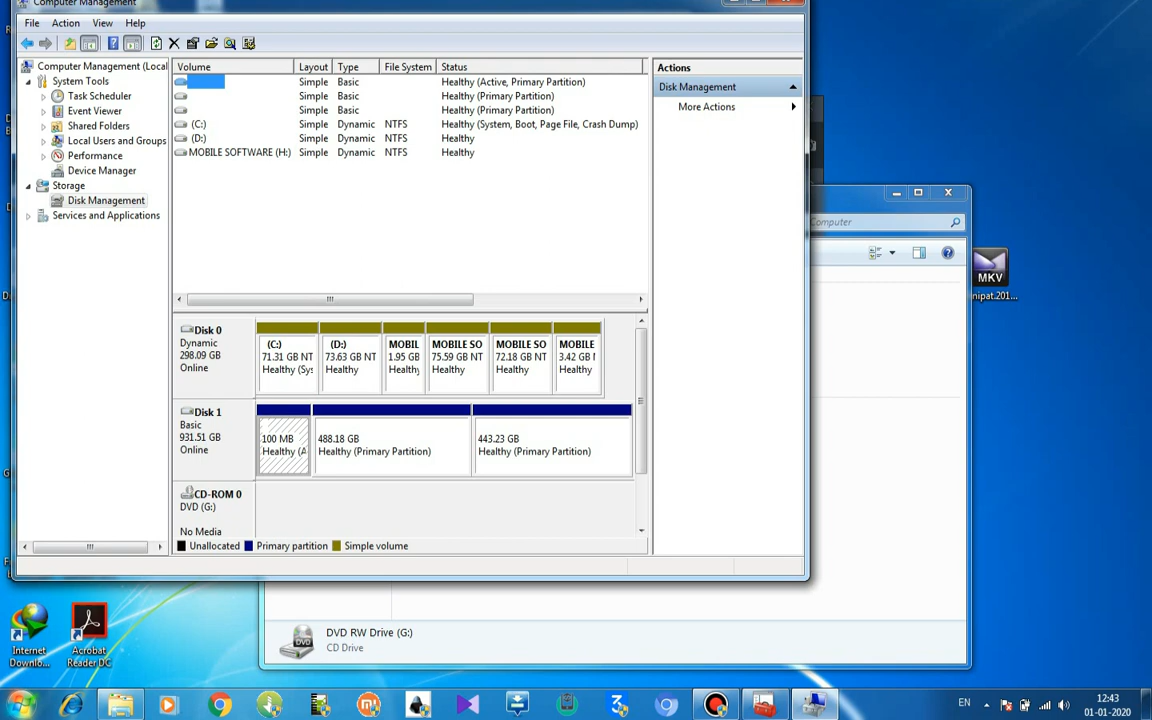 Computer Management
File Action View Help
Computer Management (Local
System Tools
Task Scheduler
Event Viewer
Shared Folders
Local Users and Groups
Performance
Device Manager
Storage
Disk Management
Services and Applications
Volume Layout Type File System Status
Simple Basic Healthy (Active, Primary Partition)
Simple Basic Healthy (Primary Partition)
Simple Basic Healthy (Primary Partition)
(C:) Simple Dynamic NTFS Healthy (System, Boot, Page File, Crash Dump)
(D:) Simple Dynamic NTFS Healthy
MOBILE SOFTWARE (H:) Simple Dynamic NTFS Healthy
Actions
Disk Management
More Actions
Computer
MKV
nipat.201...
Disk 0
Dynamic
298.09 GB
Online
(C:)
71.31 GB NT
Healthy (Sys
(D:)
73.63 GB NT
Healthy
MOBIL
1.95 GB
Healthy
MOBILE SO
75.59 GB NT
Healthy
MOBILE SO
72.18 GB NT
Healthy
MOBILE
3.42 GB
Healthy
Disk 1
Basic
931.51 GB
Online
100 MB
Healthy (A
488.18 GB
Healthy (Primary Partition)
443.23 GB
Healthy (Primary Partition)
CD-ROM 0
DVD (G:)
No Media
Unallocated Primary partition Simple volume
DVD RW Drive (G:)
CD Drive
DVD
Internet
Downlo...
Acrobat
Reader DC
EN
12:43
01-01-2020